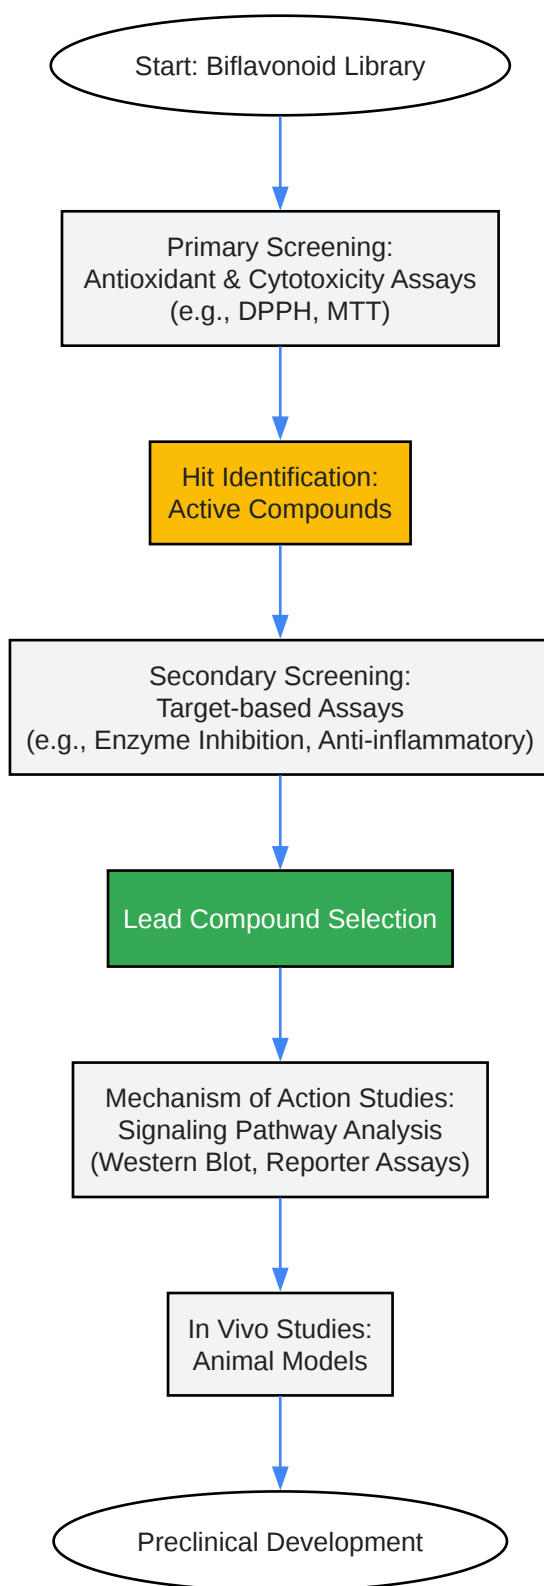 Start: Biflavonoid Library
Primary Screening:
Antioxidant & Cytotoxicity Assays
(e.g., DPPH, MTT)
Hit Identification:
Active Compounds
Secondary Screening:
Target-based Assays
(e.g., Enzyme Inhibition, Anti-inflammatory)
Lead Compound Selection
Mechanism of Action Studies:
Signaling Pathway Analysis
(Western Blot, Reporter Assays)
In Vivo Studies:
Animal Models
Preclinical Development